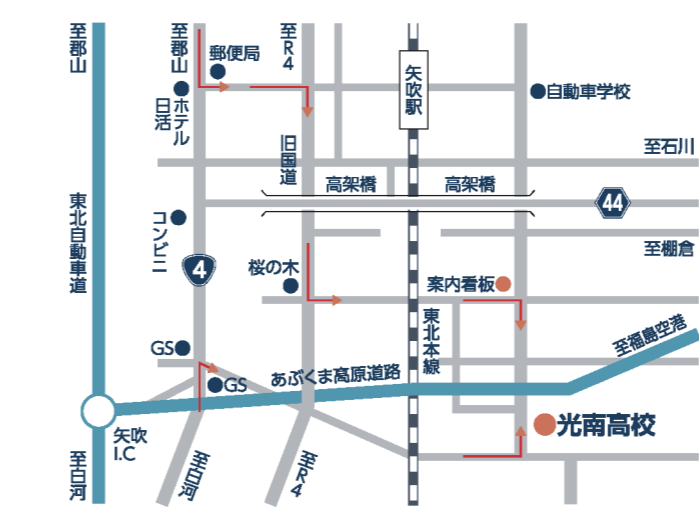 至郡山
至郡山
郵便局
至R4
矢吹駅
自動車学校
ホテル
日活
旧国道
至石川
高架橋
高架橋
44
東北自動車道
コンビニ
4
至棚倉
桜の木
案内看板
東北本線
GS
GS
あぶくま高原道路
至福島空港
矢吹
I.C
光南高校
至白河
至白河
至R4